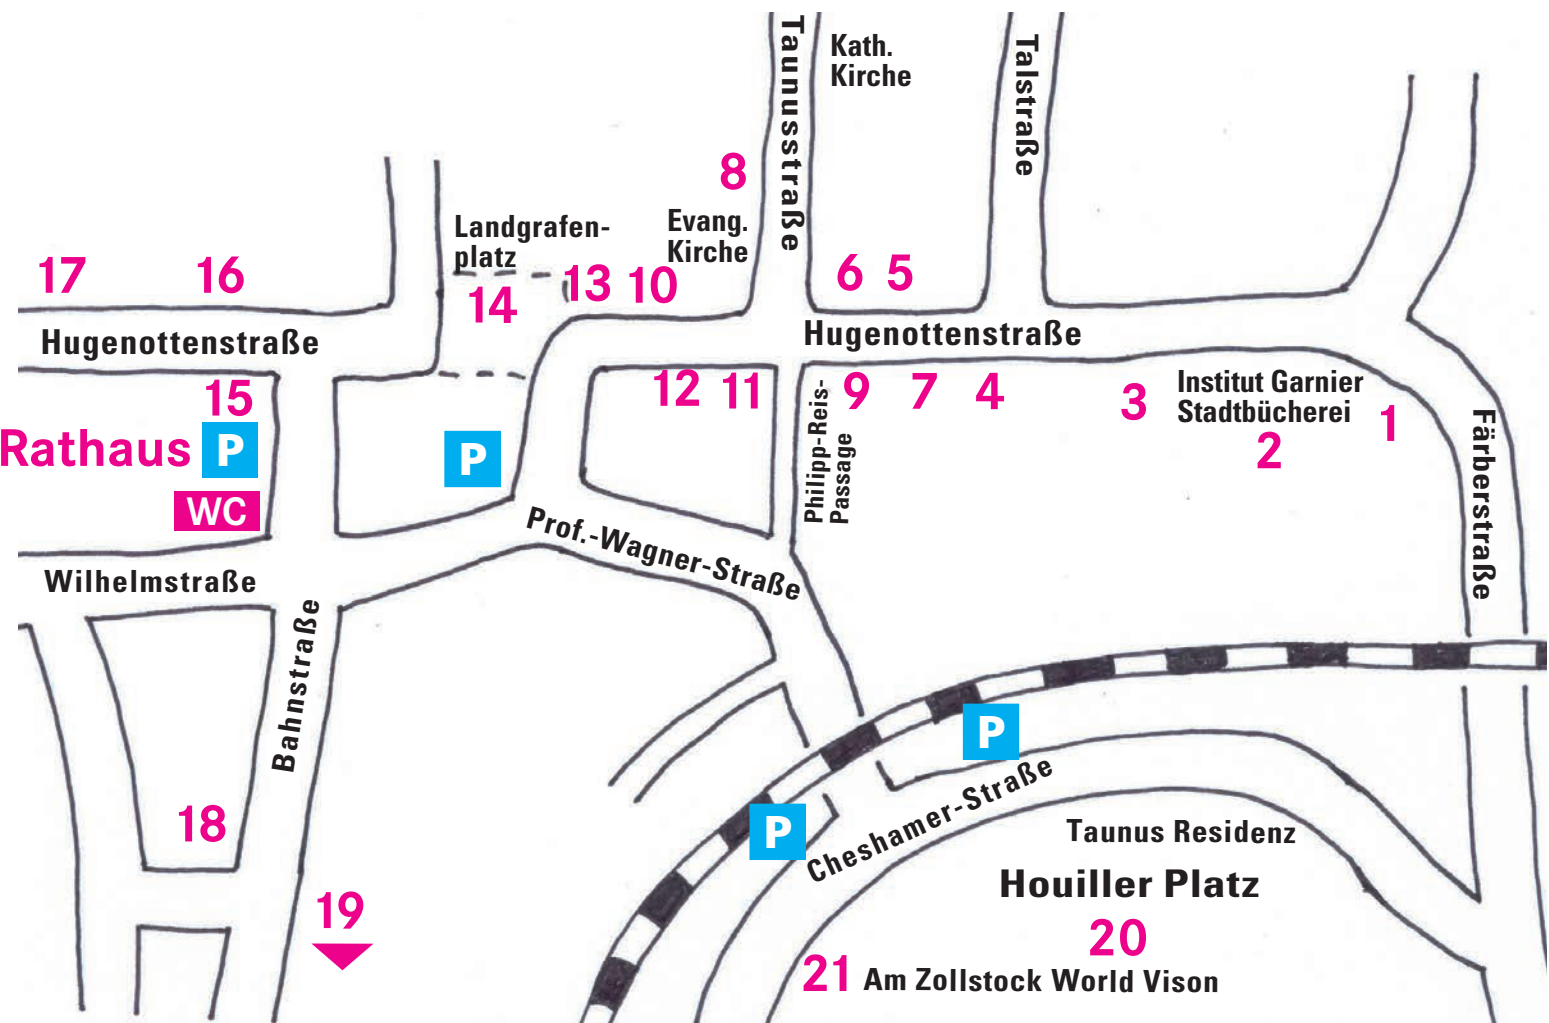 Taunusstraße
Kath.
Kirche
Talstraße
8
Landgrafen-
platz
Evang.
Kirche
17
16
14
13
10
6
5
Hugenottenstraße
Hugenottenstraße
15
12
11
9
7
4
3
Institut Garnier
Stadtbücherei
2
1
Rathaus
P
WC
P
Philipp-Reis-
Passage
Färberstraße
Prof.-Wagner-Straße
Wilhelmstraße
Bahnstraße
P
P
Cheshamer-Straße
18
19
Taunus Residenz
Houiller Platz
20
21 Am Zollstock World Vison